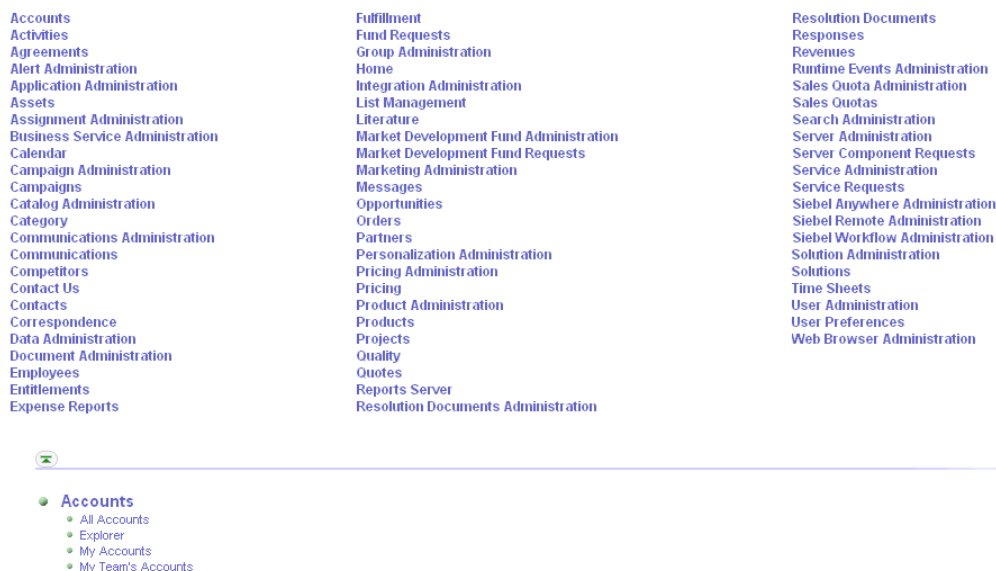 Accounts
Activities
Agreements
Alert Administration
Application Administration
Assets
Assignment Administration
Business Service Administration
Calendar
Campaign Administration
Campaigns
Catalog Administration
Category
Communications Administration
Communications
Competitors
Contact Us
Contacts
Correspondence
Data Administration
Document Administration
Employees
Entitlements
Expense Reports
Fulfillment
Fund Requests
Group Administration
Home
Integration Administration
List Management
Literature
Market Development Fund Administration
Market Development Fund Requests
Marketing Administration
Messages
Opportunities
Orders
Partners
Personalization Administration
Pricing Administration
Pricing
Product Administration
Products
Projects
Quality
Quotes
Reports Server
Resolution Documents Administration
Resolution Documents
Responses
Revenues
Runtime Events Administration
Sales Quota Administration
Sales Quotas
Search Administration
Server Administration
Server Component Requests
Service Administration
Service Requests
Siebel Anywhere Administration
Siebel Remote Administration
Siebel Workflow Administration
Solution Administration
Solutions
Time Sheets
User Administration
User Preferences
Web Browser Administration
Accounts
All Accounts
Explorer
My Accounts
My Team's Accounts